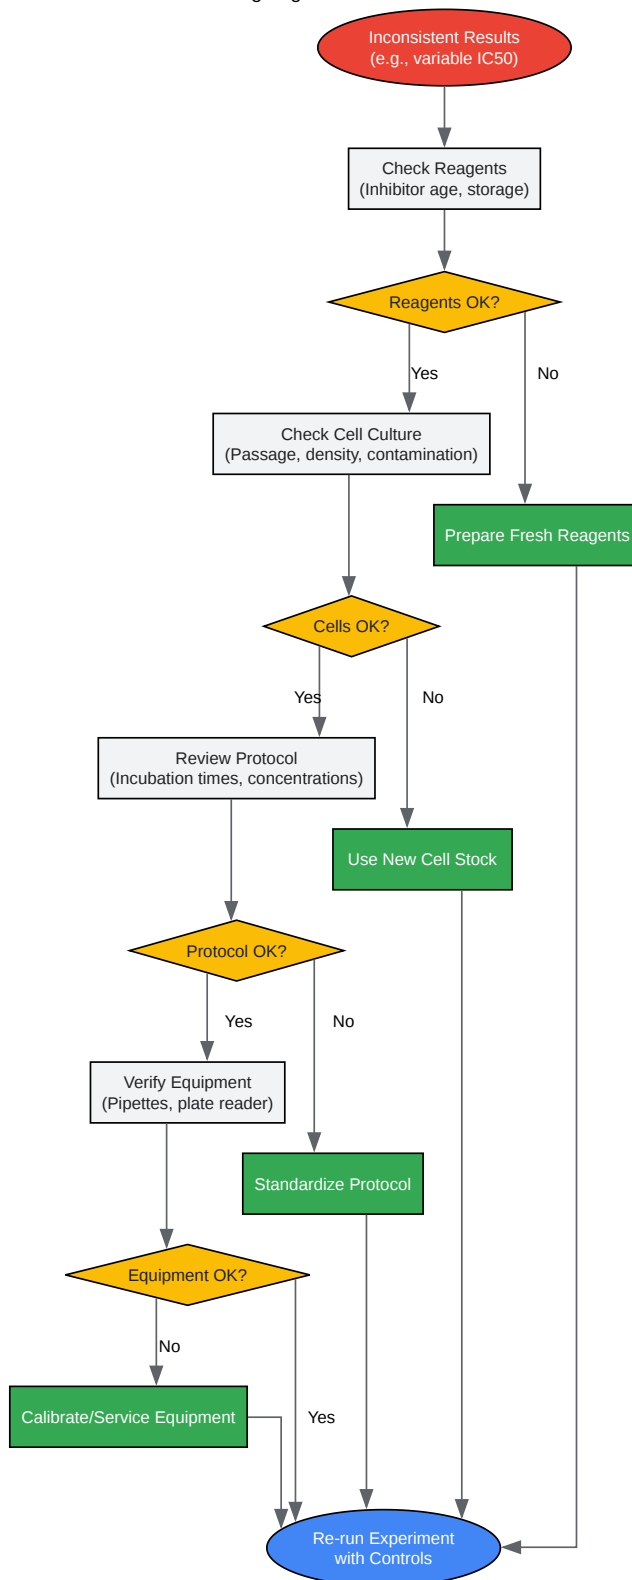 Inconsistent Results
(e.g., variable IC50)
Check Reagents
(Inhibitor age, storage)
Reagents OK?
Yes
No
Check Cell Culture
(Passage, density, contamination)
Prepare Fresh Reagents
Cells OK?
Yes
No
Review Protocol
(Incubation times, concentrations)
Use New Cell Stock
Protocol OK?
Yes
No
Verify Equipment
(Pipettes, plate reader)
Standardize Protocol
Equipment OK?
No
Calibrate/Service Equipment
Yes
Re-run Experiment
with Controls